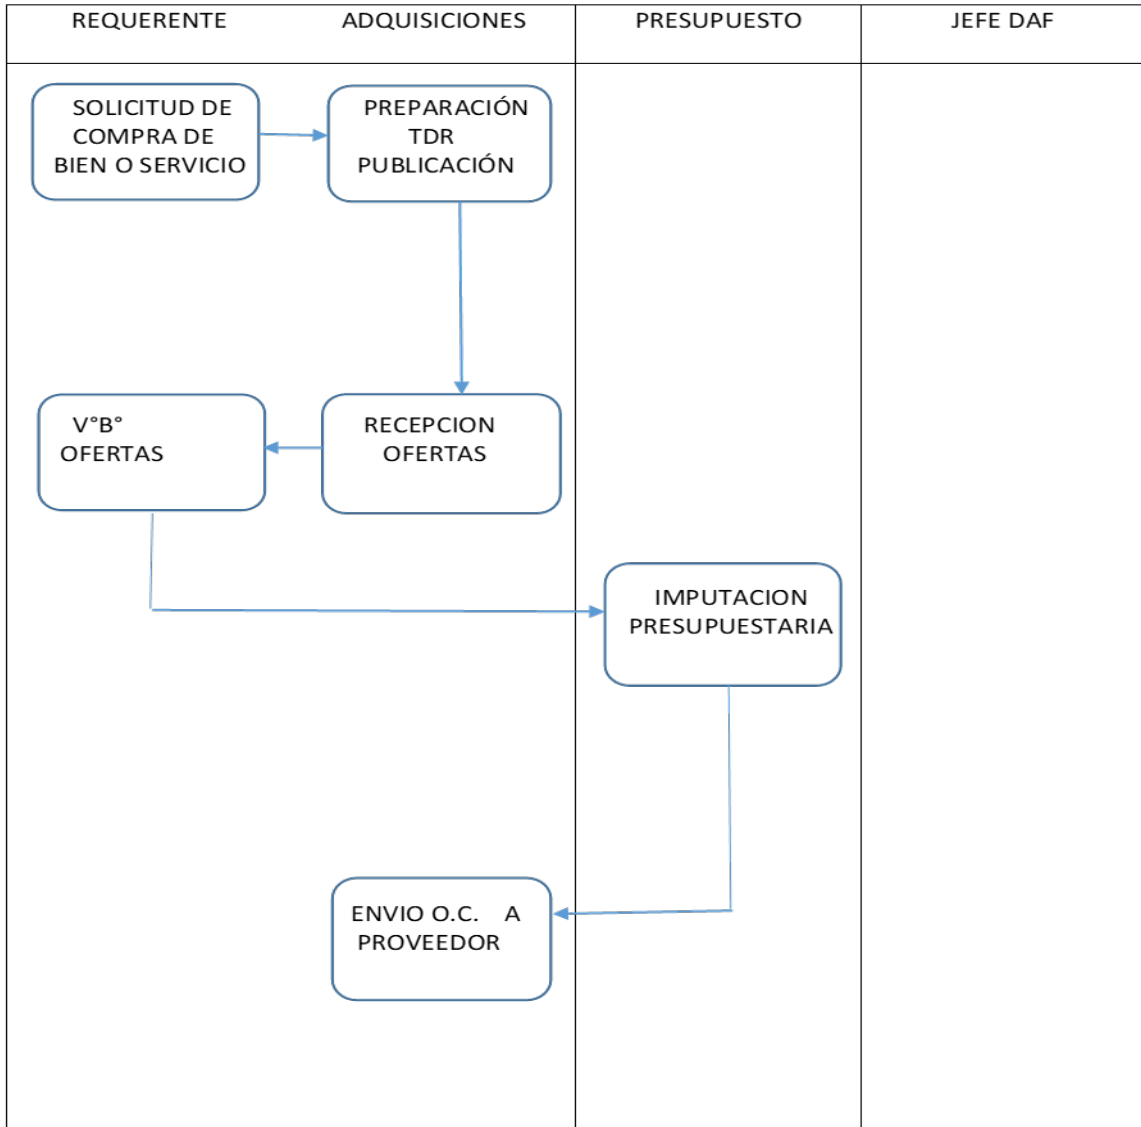 REQUERENTE ADQUISICIONES PRESUPUESTO JEFE DAF
SOLICITUD DE
COMPRA DE
BIEN O SERVICIO
PREPARACIÓN
TDR
PUBLICACIÓN
V°B°
OFERTAS
RECEPCION
OFERTAS
IMPUTACION
PRESUPUESTARIA
ENVIO O.C. A
PROVEEDOR